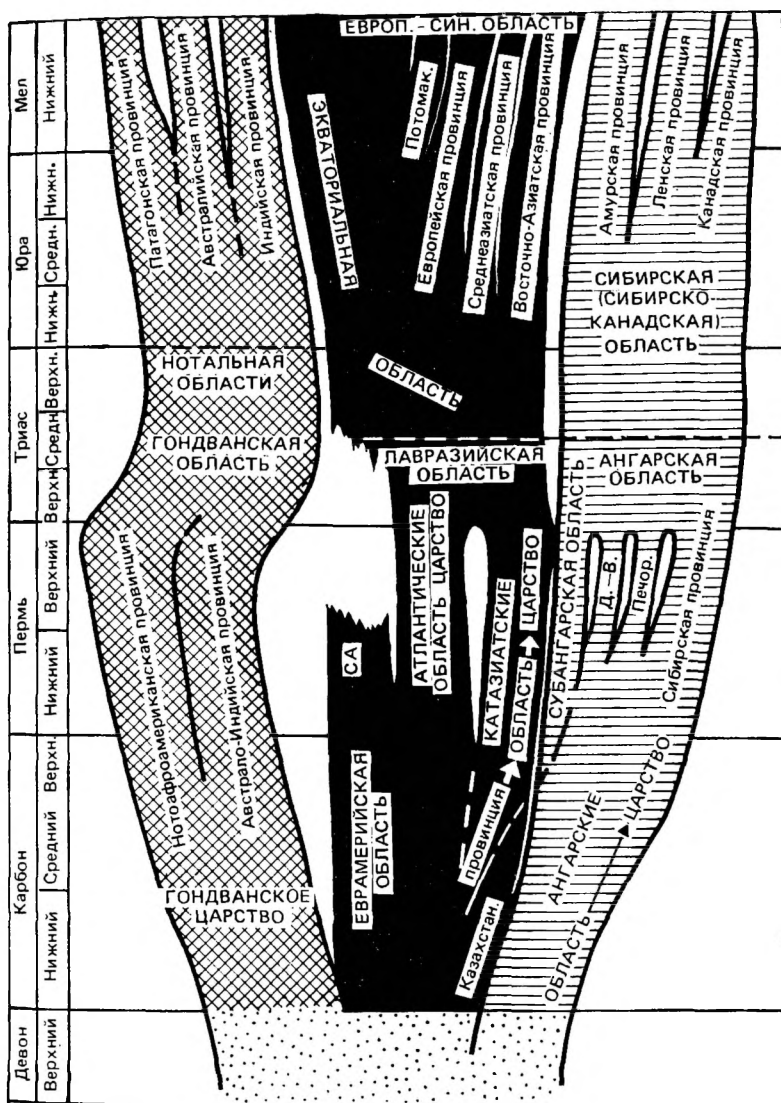 Мел
Нижний
Юра
Нижн.
Средн.
Нижнь
Триас
Верхн.
Средн
Верхн
Пермь
Верхний
Нижний
Карбон
Верхн.
Средний
Нижний
Девон
Верхний
Патагонская провинция
Австралийская провинция
Индийская провинция
НОТАЛЬНАЯ
ОБЛАСТИ
ГОНДВАНСКАЯ
ОБЛАСТЬ
Нотоафроамериканская провинция
Австрало-Индийская провинция
ГОНДВАНСКОЕ
ЦАРСТВО
ЕВРОП.-СИН. ОБЛАСТЬ
ЭКВАТОРИАЛЬНАЯ
ОБЛАСТЬ
Потомак.
Европейская провинция
Среднеазиатская провинция
Восточно-Азиатская провинция
ЛАВРАЗИЙСКАЯ
ОБЛАСТЬ
АТЛАНТИЧЕСКИЕ
ОБЛАСТЬ ЦАРСТВО
СА
ЕВРАМЕРИЙСКАЯ
ОБЛАСТЬ
КАТАЗИАТСКИЕ
провинция ОБЛАСТЬ ЦАРСТВО
Казахстан.
СУБАНГАРСКАЯ ОБЛАСТЬ
Амурская провинция
Ленская провинция
Канадская провинция
СИБИРСКАЯ
(СИБИРСКО-
КАНАДСКАЯ)
ОБЛАСТЬ
АНГАРСКАЯ
ОБЛАСТЬ
Д.-В.
Печор.
Сибирская провинция
АНГАРСКИЕ
ОБЛАСТЬ ЦАРСТВО